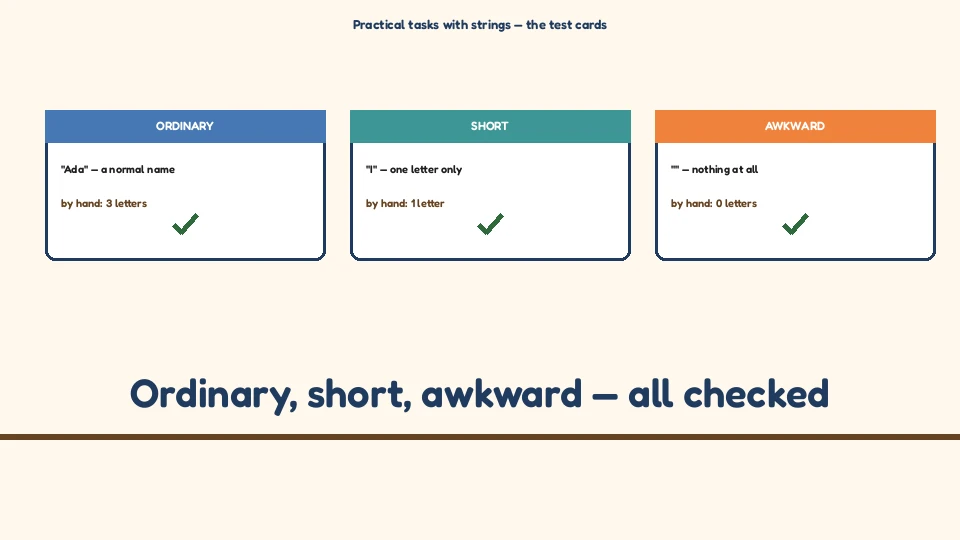 Practical tasks with strings — the test cards
ORDINARY
"Ada" — a normal name
by hand: 3 letters
SHORT
"I" — one letter only
by hand: 1 letter
AWKWARD
"" — nothing at all
by hand: 0 letters
Ordinary, short, awkward — all checked